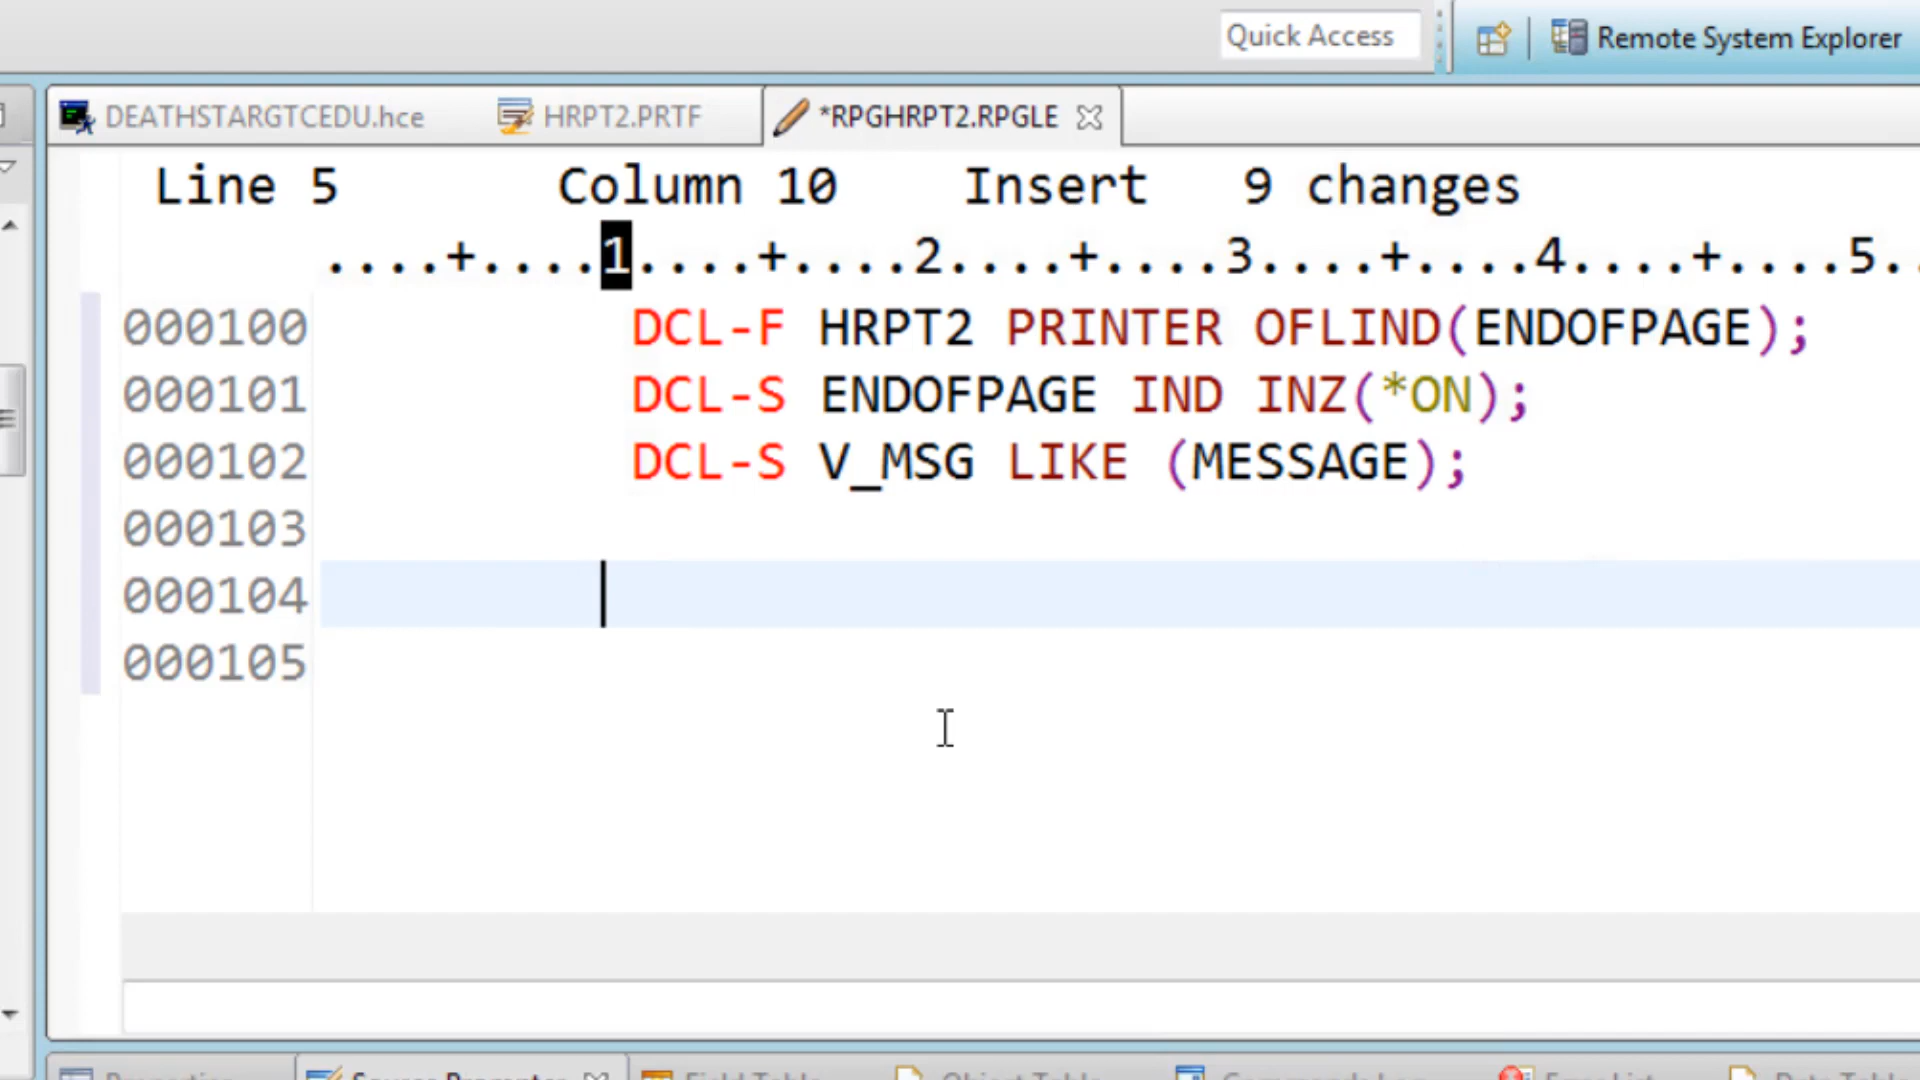 Quick Access
Remote System Explorer
DEATHSTARGTCEDU.hce HRPT2.PRTF *RPGHRPT2.RPGLE
Line 5 Column 10 Insert 9 changes
....+....1....+....2....+....3....+....4....+....5..
000100 DCL-F HRPT2 PRINTER OFLIND(ENDOFPAGE);
000101 DCL-S ENDOFPAGE IND INZ(*ON);
000102 DCL-S V_MSG LIKE (MESSAGE);
000103
000104
000105